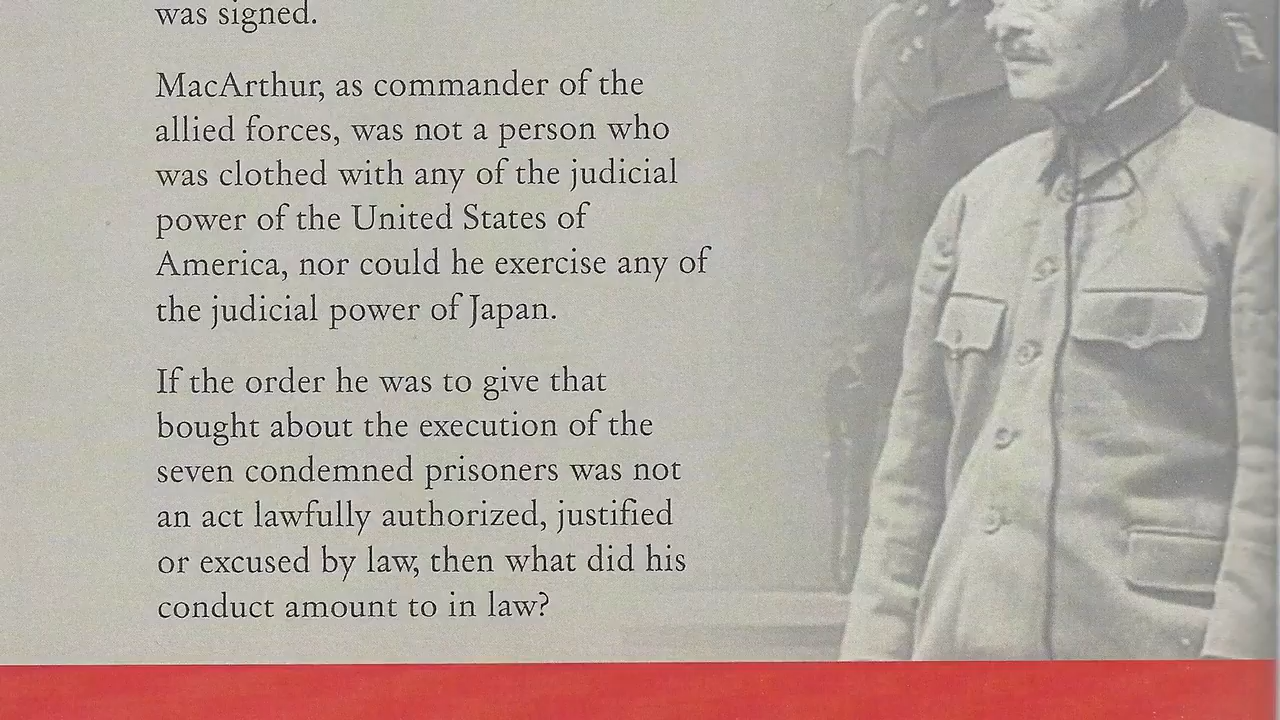 was signed.
MacArthur, as commander of the
allied forces, was not a person who
was clothed with any of the judicial
power of the United States of
America, nor could he exercise any of
the judicial power of Japan.
If the order he was to give that
bought about the execution of the
seven condemned prisoners was not
an act lawfully authorized, justified
or excused by law, then what did his
conduct amount to in law?